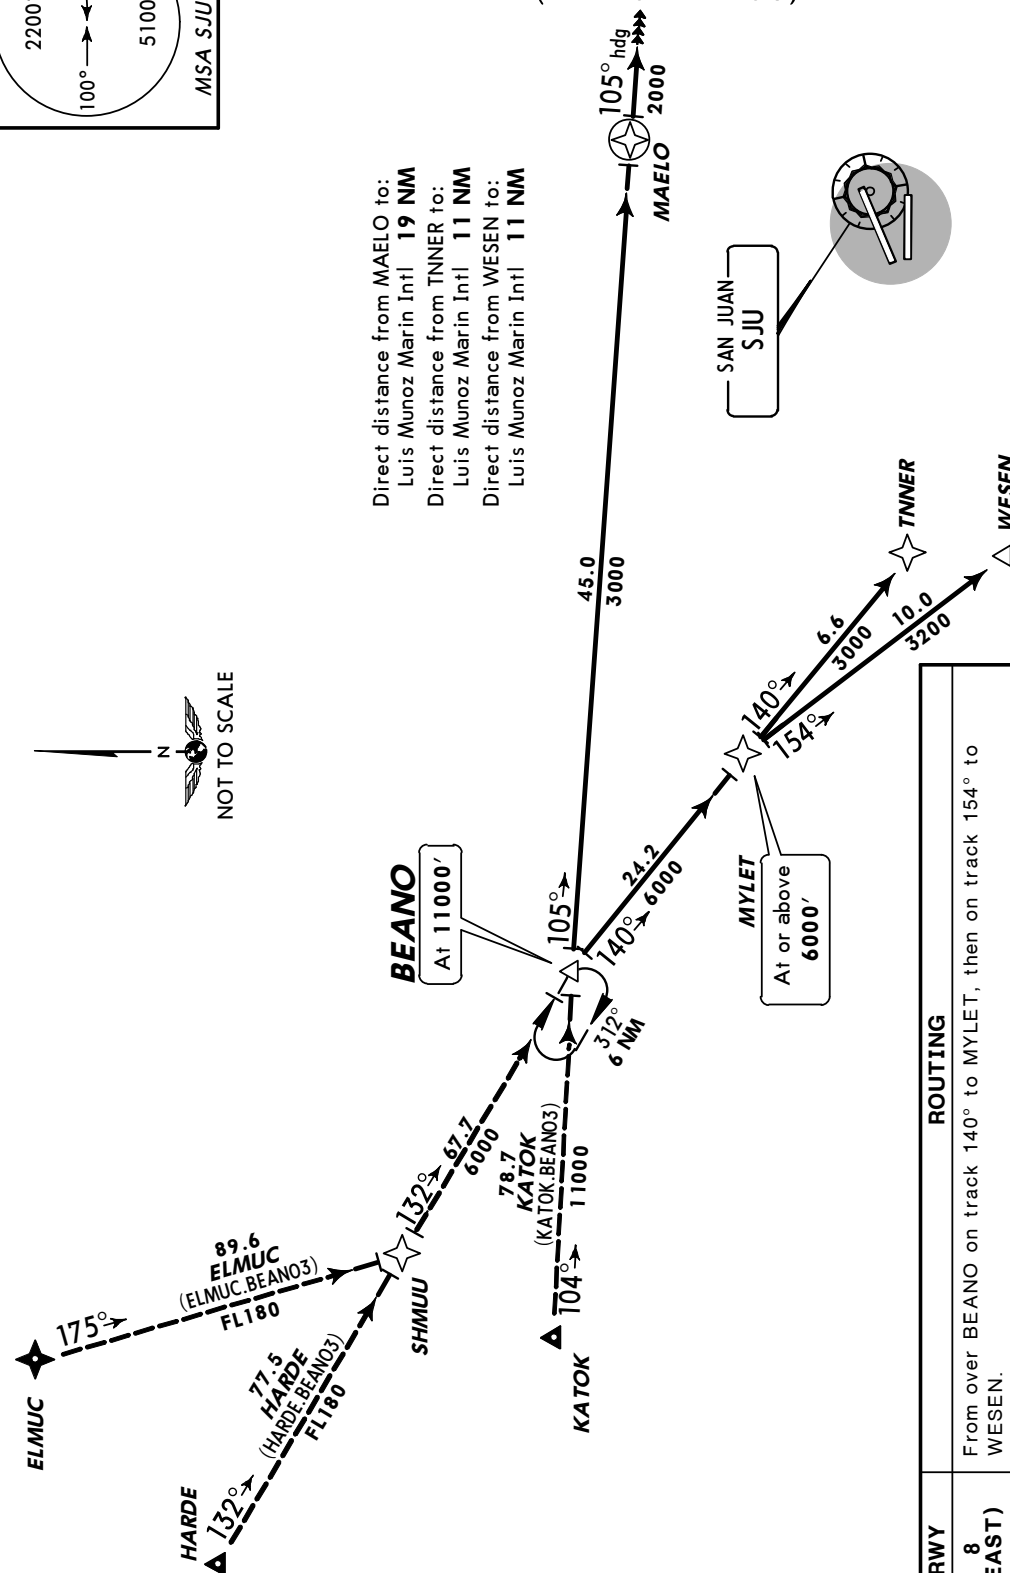 2200'
100°
5100'
MSA SJU
105° hdg
2000
MAELO
Direct distance from MAELO to:
Luis Munoz Marin Intl 19 NM
Direct distance from TNNER to:
Luis Munoz Marin Intl 11 NM
Direct distance from WESEN to:
Luis Munoz Marin Intl 11 NM
SAN JUAN
SJU
N
NOT TO SCALE
45.0
3000
TNNER
WESEN
6.6
3000
10.0
3200
140°
154°
BEANO
At 11000'
105°
140°
24.2
6000
MYLET
At or above
6000'
312°
6 NM
132°
67.7
6000
78.7
KATOK
(KATOK.BEANO3)
11000
104°
KATOK
SHMUU
89.6
ELMUC
(ELMUC.BEANO3)
FL180
175°
ELMUC
77.5
HARDE
(HARDE.BEANO3)
FL180
132°
HARDE
RWY
ROUTING
8
EAST)
From over BEANO on track 140° to MYLET, then on track 154° to
WESEN.